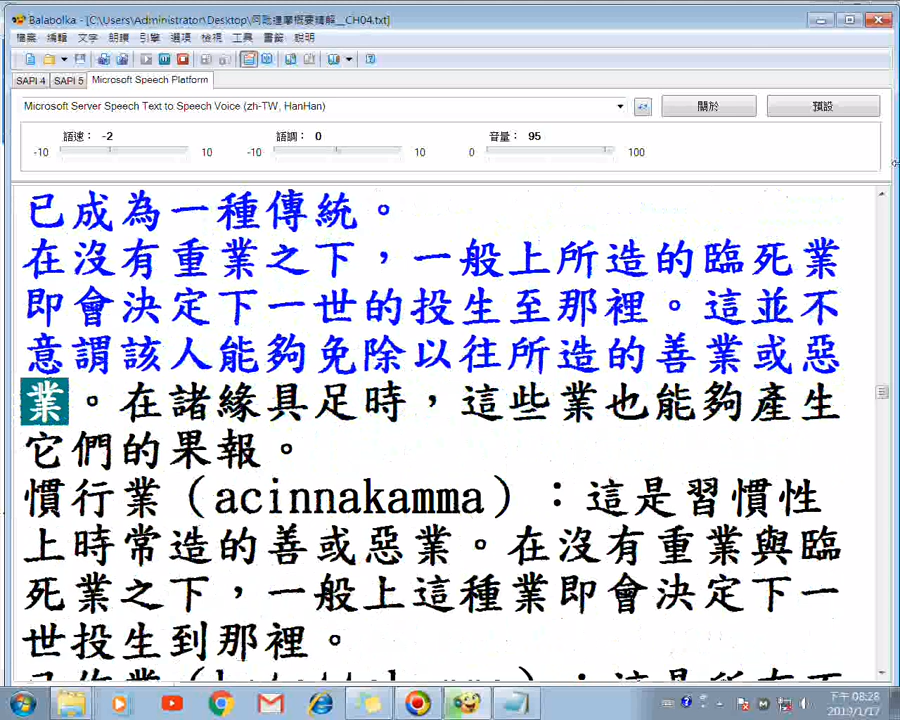 Balabolka - [C:\Users\Administrator\Desktop\阿毗達摩概要精解__CH04.txt]
檔案 編輯 文字 朗讀 引擎 選項 檢視 工具 書籤 說明
SAPI 4 SAPI 5 Microsoft Speech Platform
Microsoft Server Speech Text to Speech Voice (zh-TW, HanHan) 關於 預設
語速： -2 語調： 0 音量： 95
-10 10 -10 10 0 100
已成為一種傳統。
在沒有重業之下，一般上所造的臨死業
即會決定下一世的投生至那裡。這並不
意謂該人能夠免除以往所造的善業或惡
業。在諸緣具足時，這些業也能夠產生
它們的果報。
慣行業（acinnakamma）：這是習慣性
上時常造的善或惡業。在沒有重業與臨
死業之下，一般上這種業即會決定下一
世投生到那裡。
下午 08:28
2019/1/17